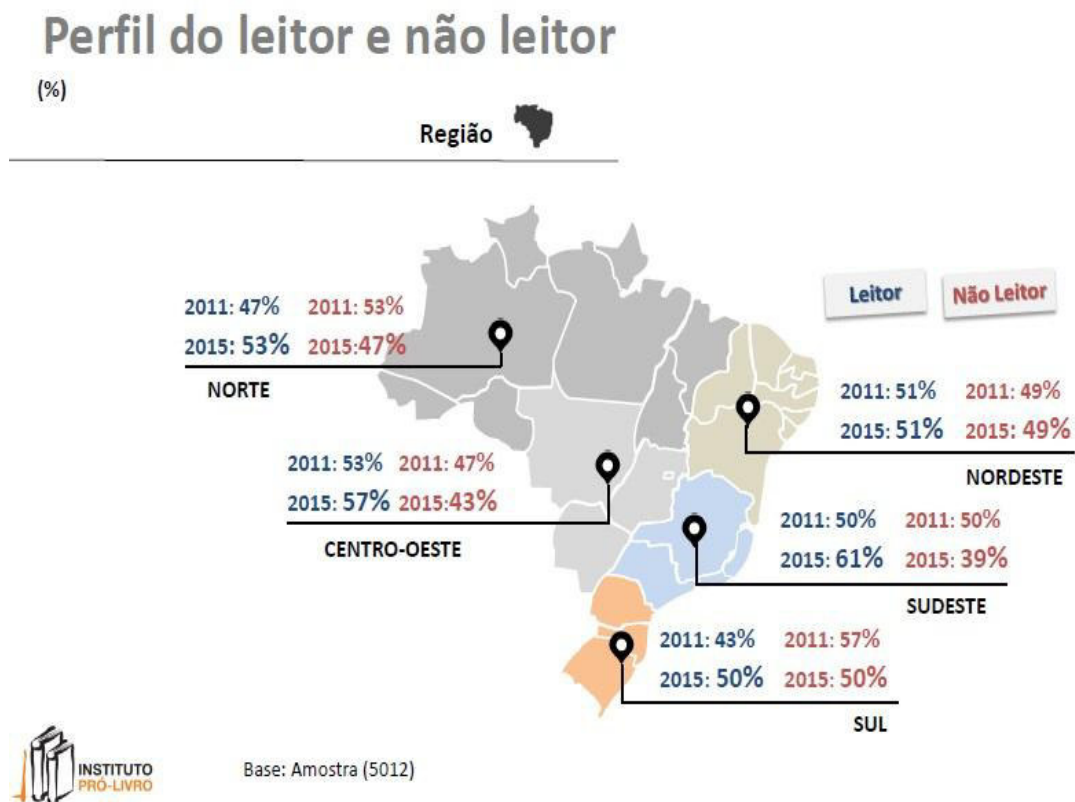 Perfil do leitor e não leitor
(%)
Região
Leitor Não Leitor
2011: 47% 2011: 53%
2015: 53% 2015:47%
NORTE
2011: 51% 2011: 49%
2015: 51% 2015: 49%
NORDESTE
2011: 53% 2011: 47%
2015: 57% 2015:43%
CENTRO-OESTE
2011: 50% 2011: 50%
2015: 61% 2015: 39%
SUDESTE
2011: 43% 2011: 57%
2015: 50% 2015: 50%
SUL
INSTITUTO
PRÓ-LIVRO
Base: Amostra (5012)